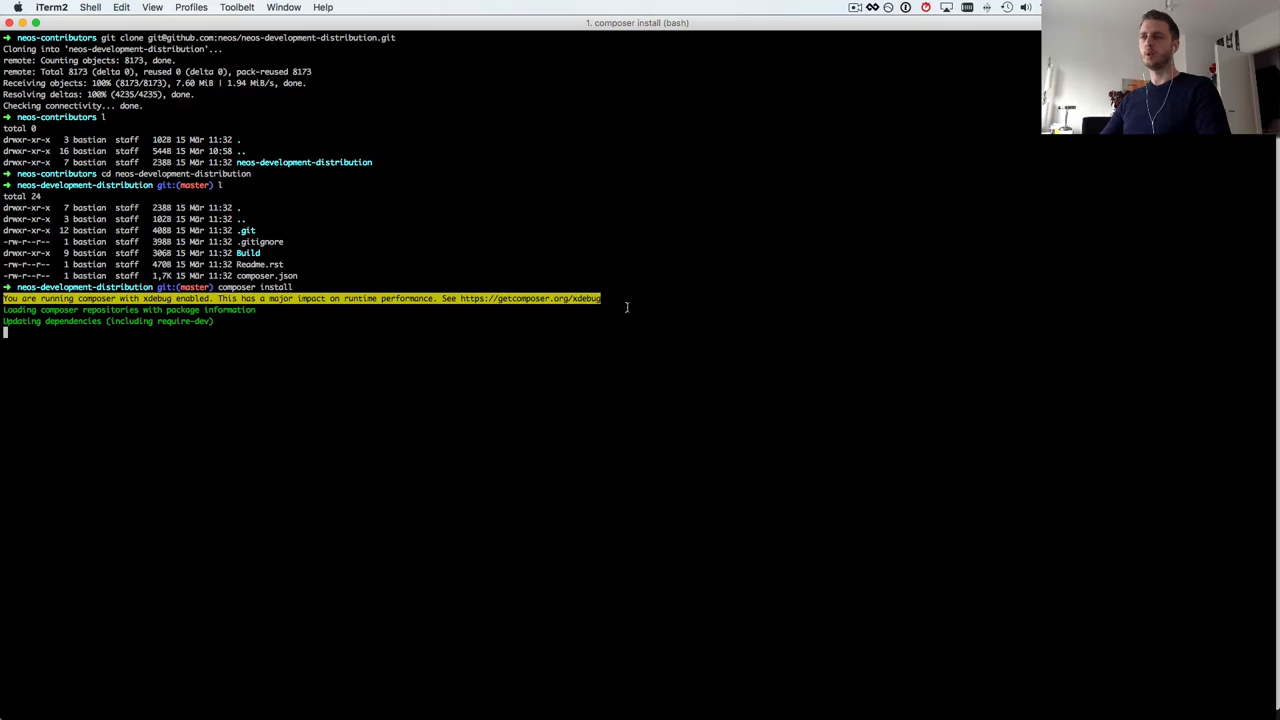 iTerm2 Shell Edit View Profiles Toolbelt Window Help
1. composer install (bash)
➜ neos-contributors git clone git@github.com:neos/neos-development-distribution.git
Cloning into 'neos-development-distribution'...
remote: Counting objects: 8173, done.
remote: Total 8173 (delta 0), reused 0 (delta 0), pack-reused 8173
Receiving objects: 100% (8173/8173), 7.60 MiB | 1.94 MiB/s, done.
Resolving deltas: 100% (4235/4235), done.
Checking connectivity... done.
➜ neos-contributors l
total 0
drwxr-xr-x 3 bastian staff 102B 15 Mär 11:32 .
drwxr-xr-x 16 bastian staff 544B 15 Mär 10:58 ..
drwxr-xr-x 7 bastian staff 238B 15 Mär 11:32 neos-development-distribution
➜ neos-contributors cd neos-development-distribution
➜ neos-development-distribution git:(master) l
total 24
drwxr-xr-x 7 bastian staff 238B 15 Mär 11:32 .
drwxr-xr-x 3 bastian staff 102B 15 Mär 11:32 ..
drwxr-xr-x 12 bastian staff 408B 15 Mär 11:32 .git
-rw-r--r-- 1 bastian staff 398B 15 Mär 11:32 .gitignore
drwxr-xr-x 9 bastian staff 306B 15 Mär 11:32 Build
-rw-r--r-- 1 bastian staff 470B 15 Mär 11:32 Readme.rst
-rw-r--r-- 1 bastian staff 1,7K 15 Mär 11:32 composer.json
➜ neos-development-distribution git:(master) composer install
You are running composer with xdebug enabled. This has a major impact on runtime performance. See https://getcomposer.org/xdebug
Loading composer repositories with package information
Updating dependencies (including require-dev)